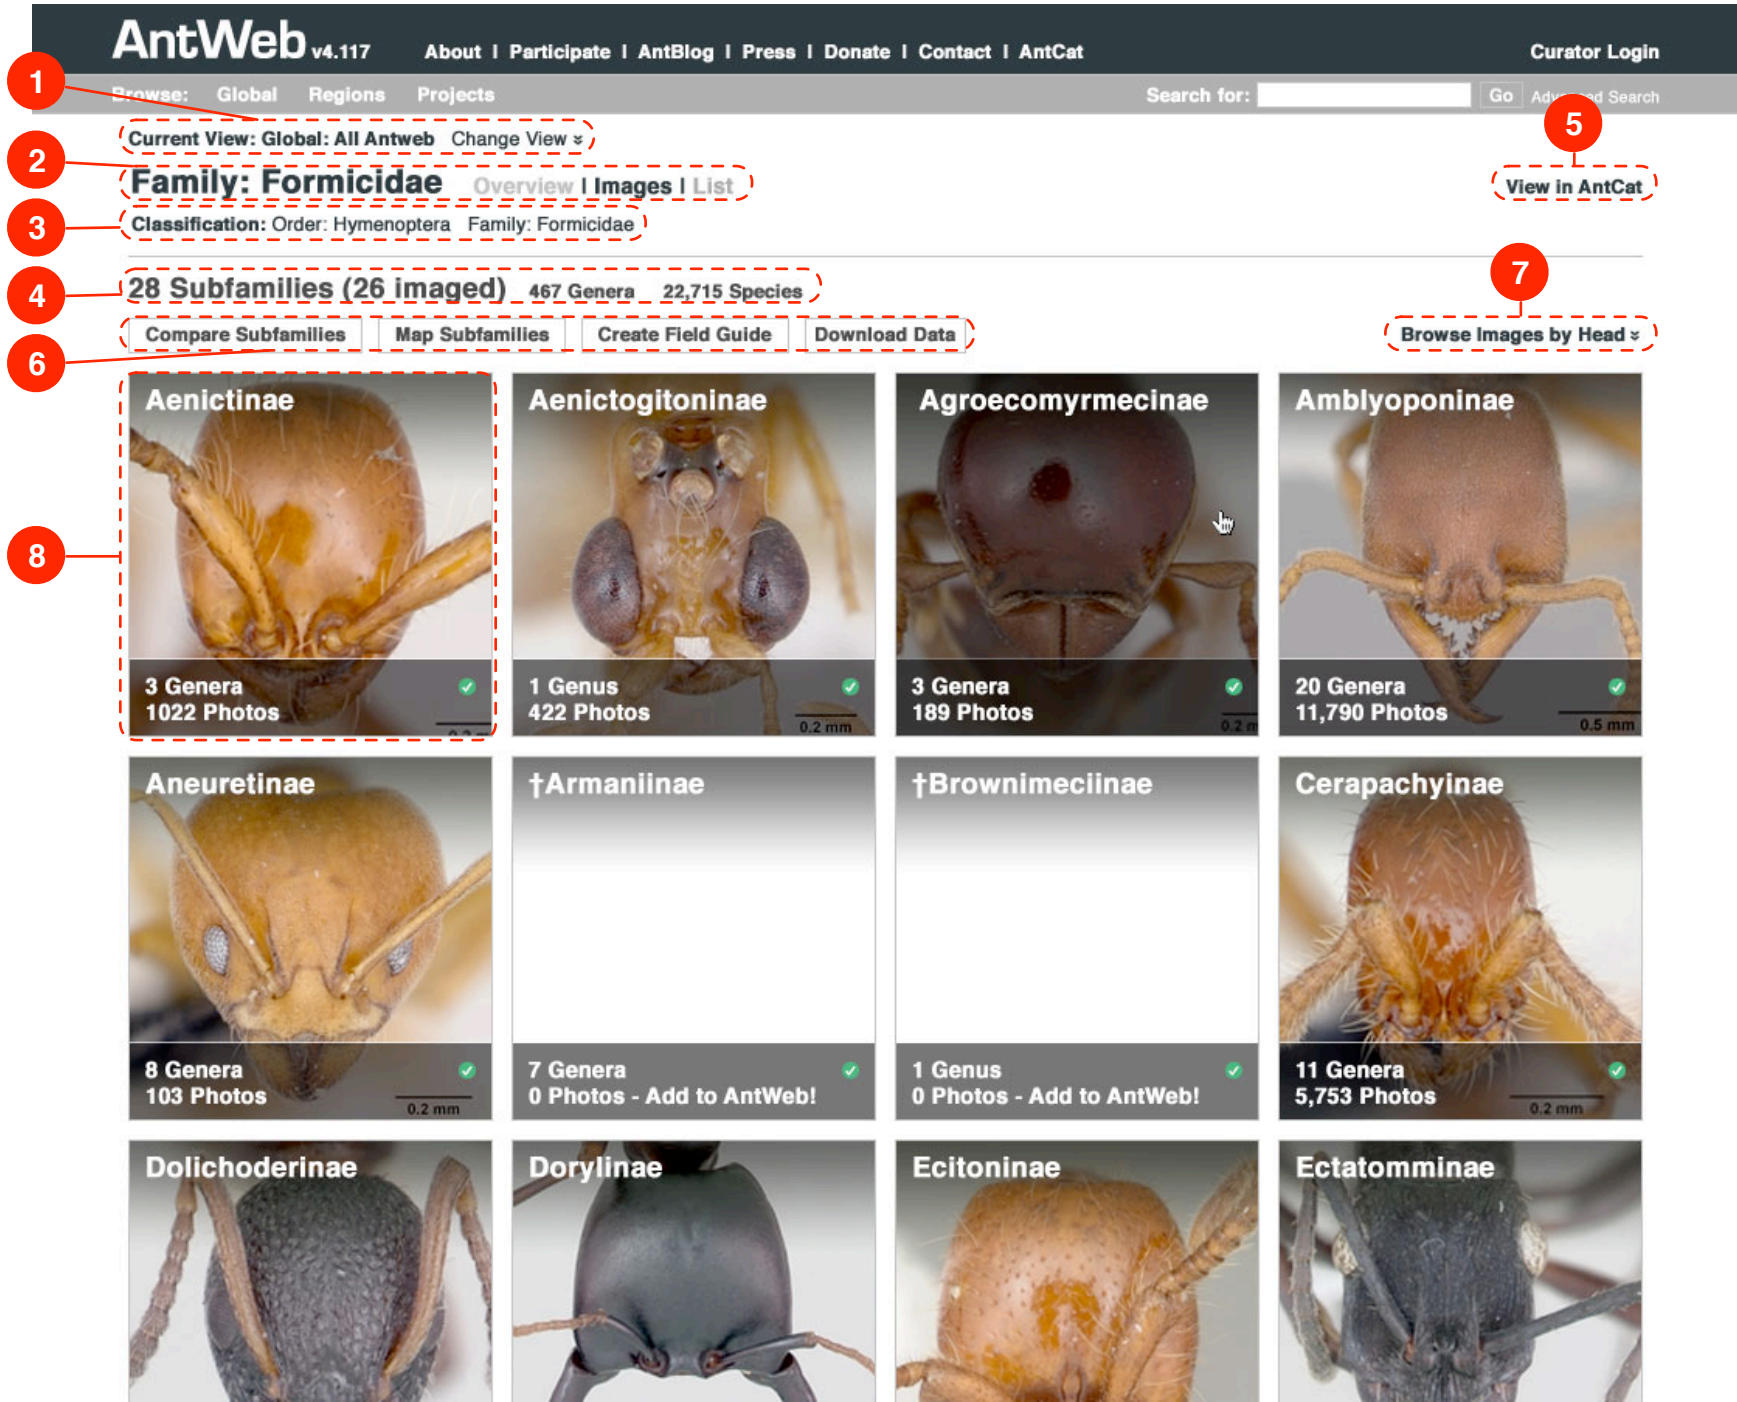 AntWeb v4.117 About | Participate | AntBlog | Press | Donate | Contact | AntCat Curator Login
1
Browse: Global Regions Projects Search for: Go Advanced Search
5
Current View: Global: All Antweb Change View
2
Family: Formicidae Overview | Images | List View in AntCat
3
Classification: Order: Hymenoptera Family: Formicidae
7
4
28 Subfamilies (26 imaged) 467 Genera 22,715 Species
Compare Subfamilies Map Subfamilies Create Field Guide Download Data Browse Images by Head
6
Aenictinae Aenictogitoninae Agroecomyrmecinae Amblyoponinae
8
3 Genera 1 Genus 3 Genera 20 Genera
1022 Photos 422 Photos 189 Photos 11,790 Photos
0.2 mm 0.2 mm 0.5 mm
Aneuretinae †Armaniinae †Brownimeciinae Cerapachyinae
8 Genera 7 Genera 1 Genus 11 Genera
103 Photos 0 Photos - Add to AntWeb! 0 Photos - Add to AntWeb! 5,753 Photos
0.2 mm 0.2 mm
Dolichoderinae Dorylinae Ecitoninae Ectatomminae